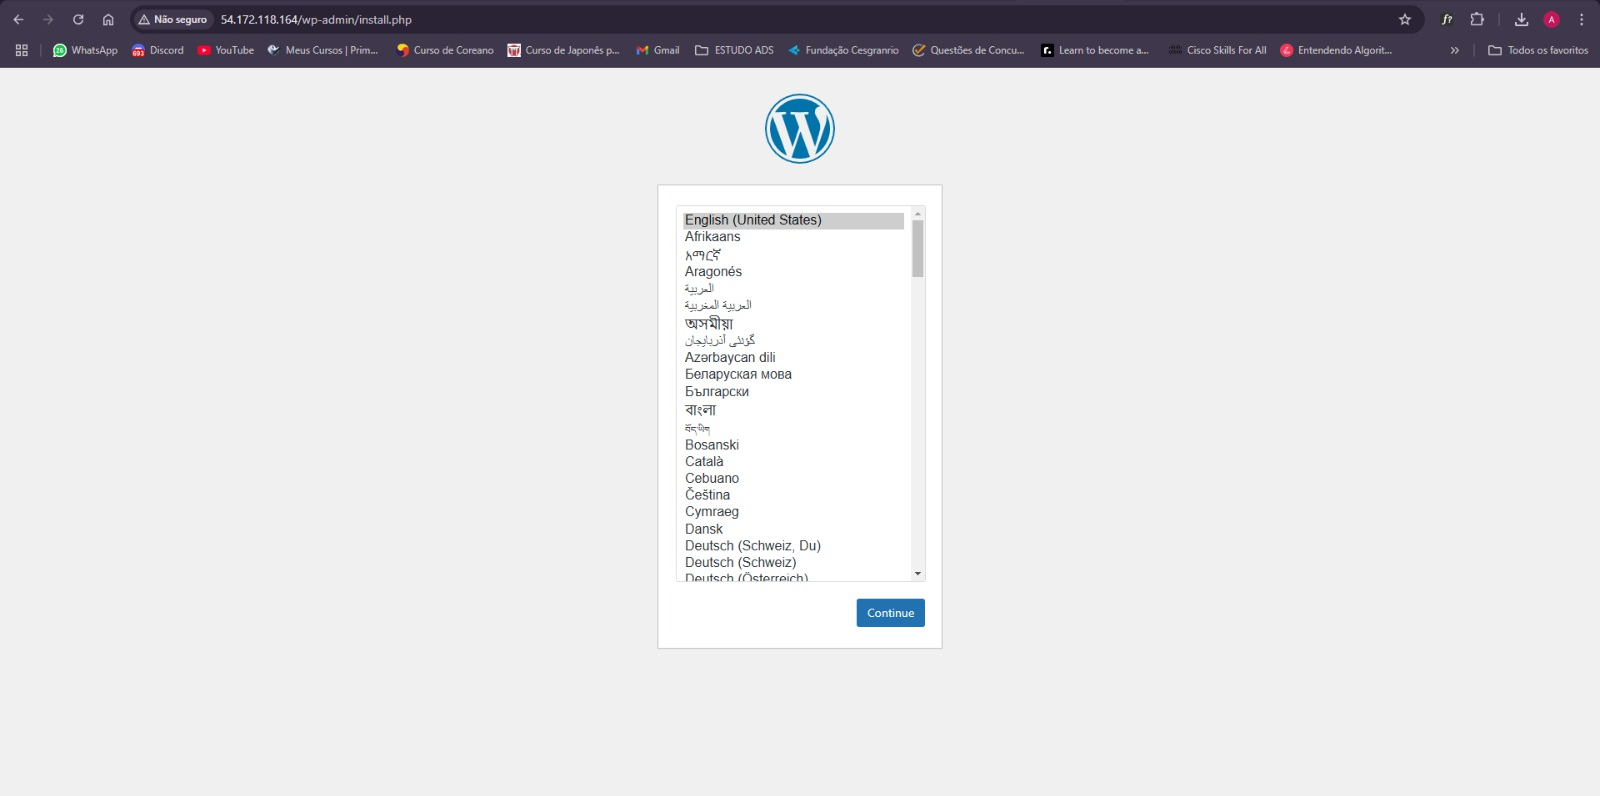 Não seguro 54.172.118.164/wp-admin/install.php f? A
26 WhatsApp 693 Discord YouTube Meus Cursos | Prim... Curso de Coreano Curso de Japonês p... Gmail ESTUDO ADS Fundação Cesgranrio Questões de Concu... r. Learn to become a... Cisco Skills For All Entendendo Algorit... » Todos os favoritos
W
English (United States)
Afrikaans
አማርኛ
Aragonés
العربية
العربية المغربية
অসমীয়া
گؤنئی آذربایجان
Azərbaycan dili
Беларуская мова
Български
বাংলা
བོད་ཡིག
Bosanski
Català
Cebuano
Čeština
Cymraeg
Dansk
Deutsch (Schweiz, Du)
Deutsch (Schweiz)
Deutsch (Österreich)
Continue